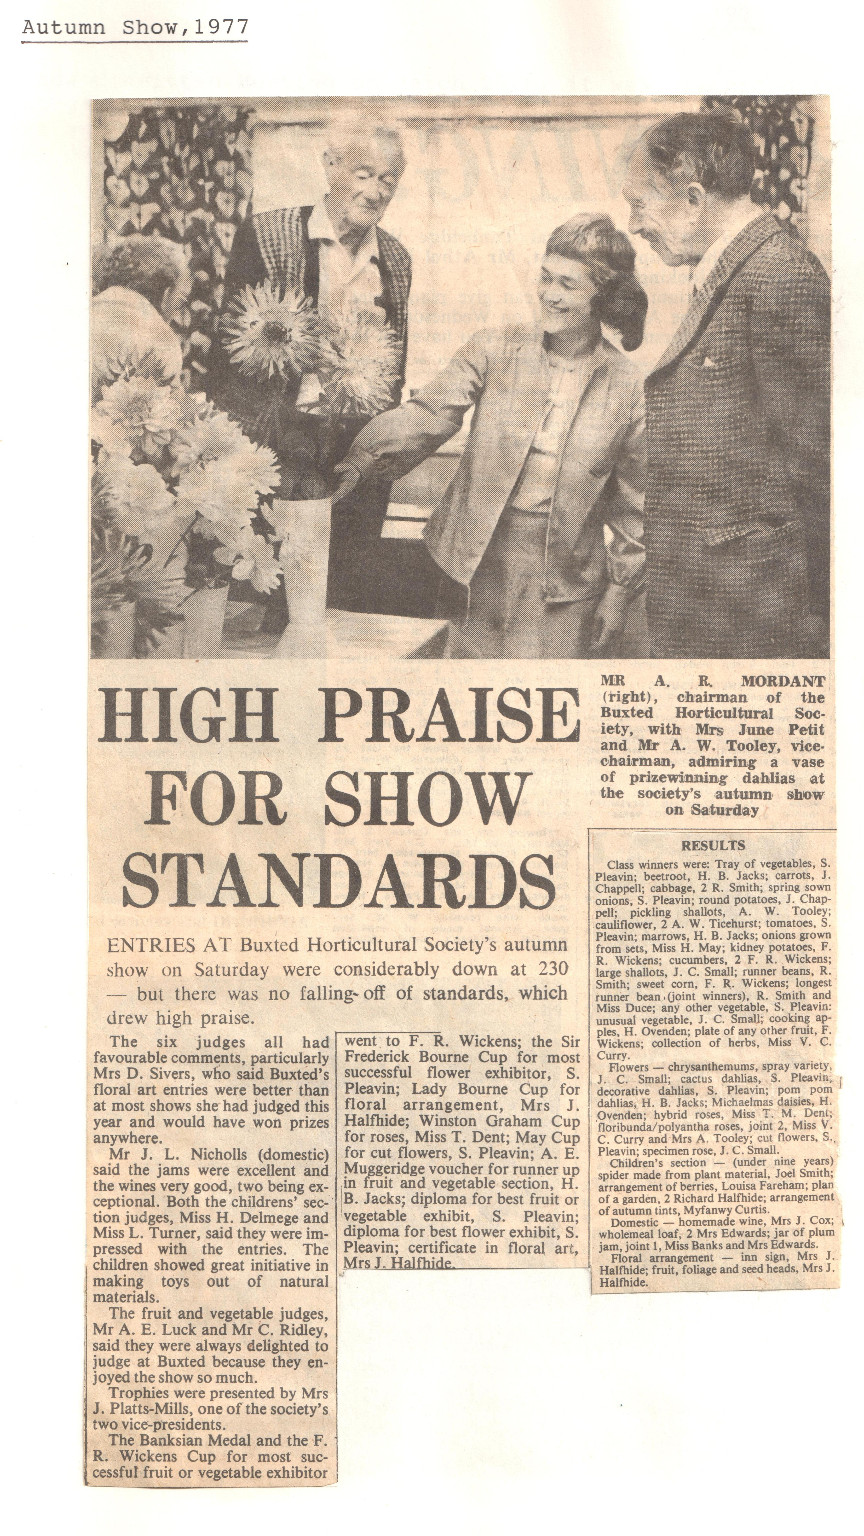 Autumn Show,1977
HIGH PRAISE
FOR SHOW
STANDARDS
MR A. R. MORDANT
(right), chairman of the
Buxted Horticultural Soc-
iety, with Mrs June Petit
and Mr A. W. Tooley, vice-
chairman, admiring a vase
of prizewinning dahlias at
the society's autumn show
on Saturday
ENTRIES AT Buxted Horticultural Society's autumn
show on Saturday were considerably down at 230
— but there was no falling-off of standards, which
drew high praise.
The six judges all had
favourable comments, particularly
Mrs D. Sivers, who said Buxted's
floral art entries were better than
at most shows she had judged this
year and would have won prizes
anywhere.
Mr J. L. Nicholls (domestic)
said the jams were excellent and
the wines very good, two being ex-
ceptional. Both the childrens' sec-
tion judges, Miss H. Delmege and
Miss L. Turner, said they were im-
pressed with the entries. The
children showed great initiative in
making toys out of natural
materials.
The fruit and vegetable judges,
Mr A. E. Luck and Mr C. Ridley,
said they were always delighted to
judge at Buxted because they en-
joyed the show so much.
Trophies were presented by Mrs
J. Platts-Mills, one of the society's
two vice-presidents.
The Banksian Medal and the F.
R. Wickens Cup for most suc-
cessful fruit or vegetable exhibitor
went to F. R. Wickens; the Sir
Frederick Bourne Cup for most
successful flower exhibitor, S.
Pleavin; Lady Bourne Cup for
floral arrangement, Mrs J.
Halfhide; Winston Graham Cup
for roses, Miss T. Dent; May Cup
for cut flowers, S. Pleavin; A. E.
Muggeridge voucher for runner up
in fruit and vegetable section, H.
B. Jacks; diploma for best fruit or
vegetable exhibit, S. Pleavin;
diploma for best flower exhibit, S.
Pleavin; certificate in floral art,
Mrs J. Halfhide.
RESULTS
Class winners were: Tray of vegetables, S.
Pleavin; beetroot, H. B. Jacks; carrots, J.
Chappell; cabbage, 2 R. Smith; spring sown
onions, S. Pleavin; round potatoes, J. Chap-
pell; pickling shallots, A. W. Tooley;
cauliflower, 2 A. W. Ticehurst; tomatoes, S.
Pleavin; marrows, H. B. Jacks; onions grown
from sets, Miss H. May; kidney potatoes, F.
R. Wickens; cucumbers, 2 F. R. Wickens;
large shallots, J. C. Small; runner beans, R.
Smith; sweet corn, F. R. Wickens; longest
runner bean (joint winners), R. Smith and
Miss Duce; any other vegetable, S. Pleavin:
unusual vegetable, J. C. Small; cooking ap-
ples, H. Ovenden; plate of any other fruit, F.
Wickens; collection of herbs, Miss V. C.
Curry.
Flowers — chrysanthemums, spray variety,
J. C. Small; cactus dahlias, S. Pleavin;
decorative dahlias, S. Pleavin; pom pom
dahlias, H. B. Jacks; Michaelmas daisies, H.
Ovenden; hybrid roses, Miss T. M. Dent;
floribunda/polyantha roses, joint 2, Miss V.
C. Curry and Mrs A. Tooley; cut flowers, S.
Pleavin; specimen rose, J. C. Small.
Children's section — (under nine years)
spider made from plant material, Joel Smith;
arrangement of berries, Louisa Fareham; plan
of a garden, 2 Richard Halfhide; arrangement
of autumn tints, Myfanwy Curtis.
Domestic — homemade wine, Mrs J. Cox;
wholemeal loaf, 2 Mrs Edwards; jar of plum
jam, joint 1, Miss Banks and Mrs Edwards.
Floral arrangement — inn sign, Mrs J.
Halfhide; fruit, foliage and seed heads, Mrs J.
Halfhide.